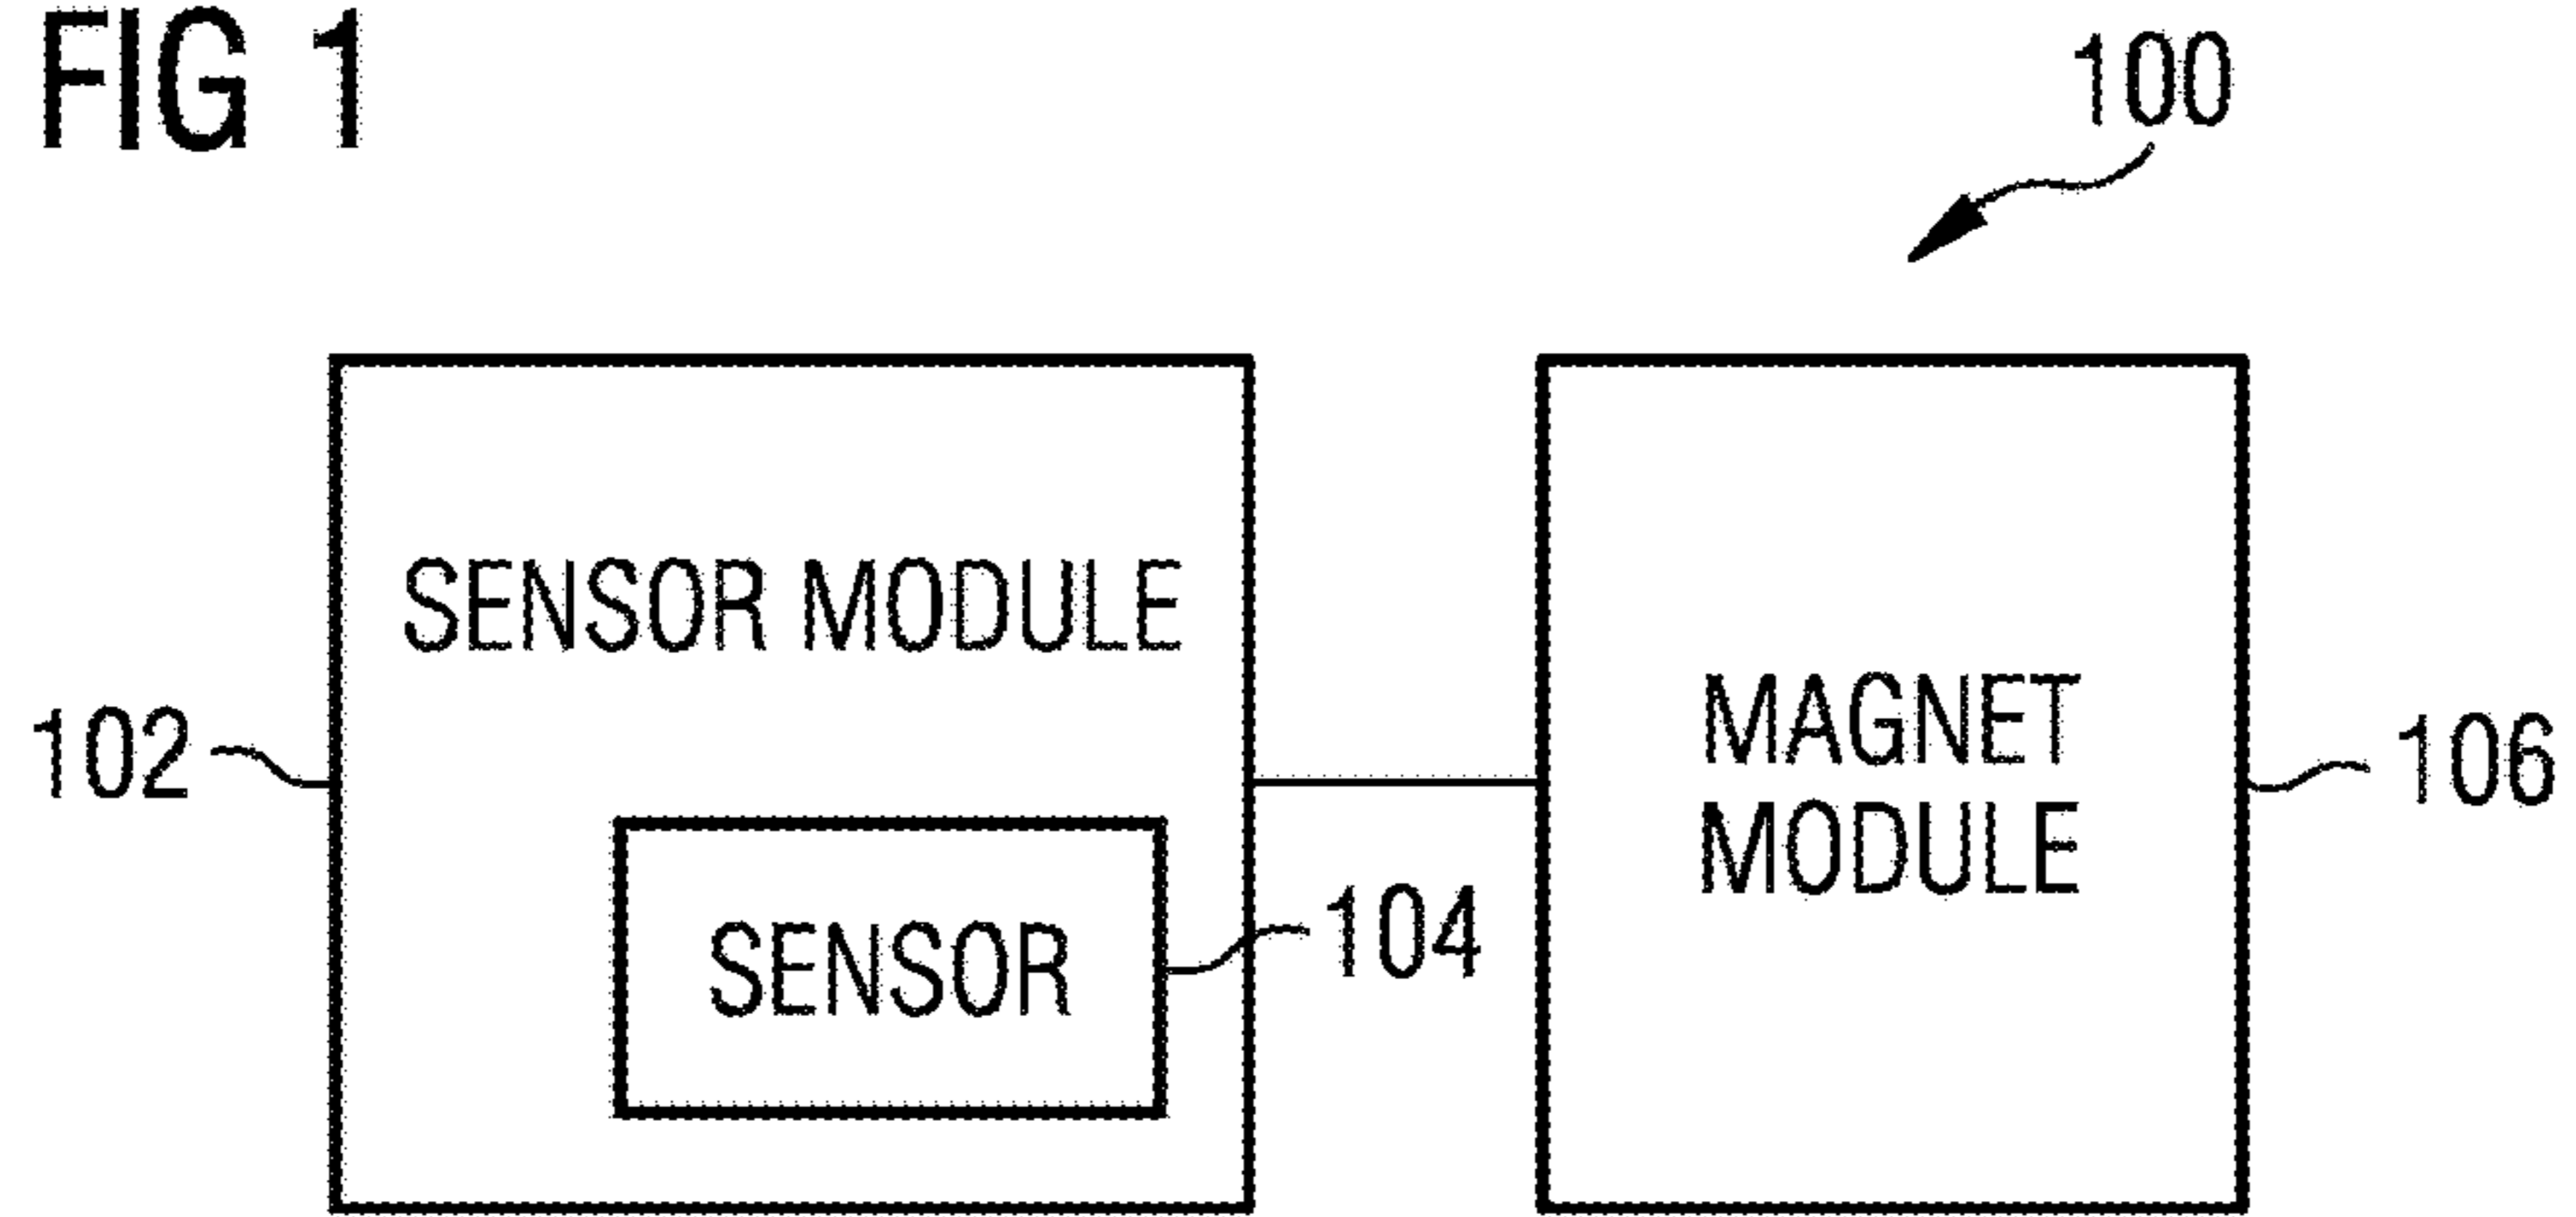 FIG 1
100
SENSOR MODULE
102
MAGNET
MODULE
106
SENSOR
104